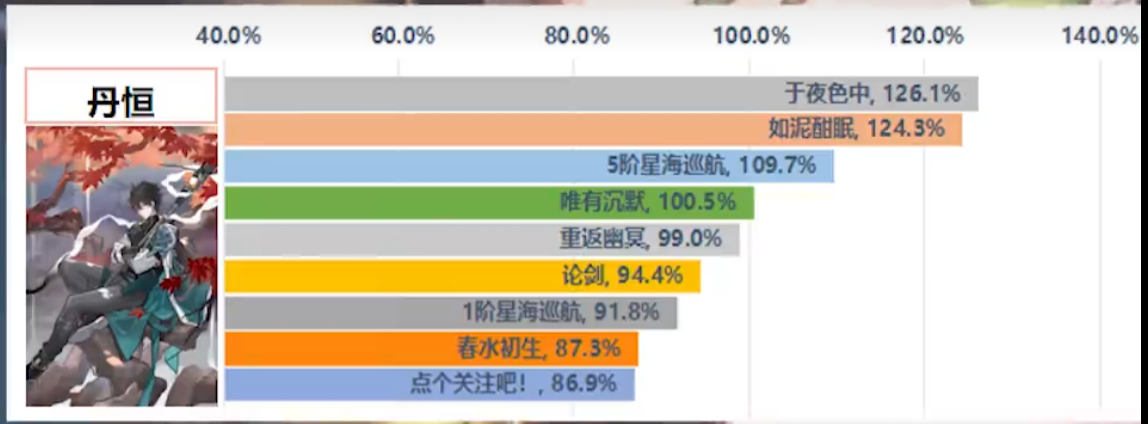 40.0% 60.0% 80.0% 100.0% 120.0% 140.0%
丹恒
于夜色中, 126.1%
如泥酣眠, 124.3%
5阶星海巡航, 109.7%
唯有沉默, 100.5%
重返幽冥, 99.0%
论剑, 94.4%
1阶星海巡航, 91.8%
春水初生, 87.3%
点个关注吧！, 86.9%